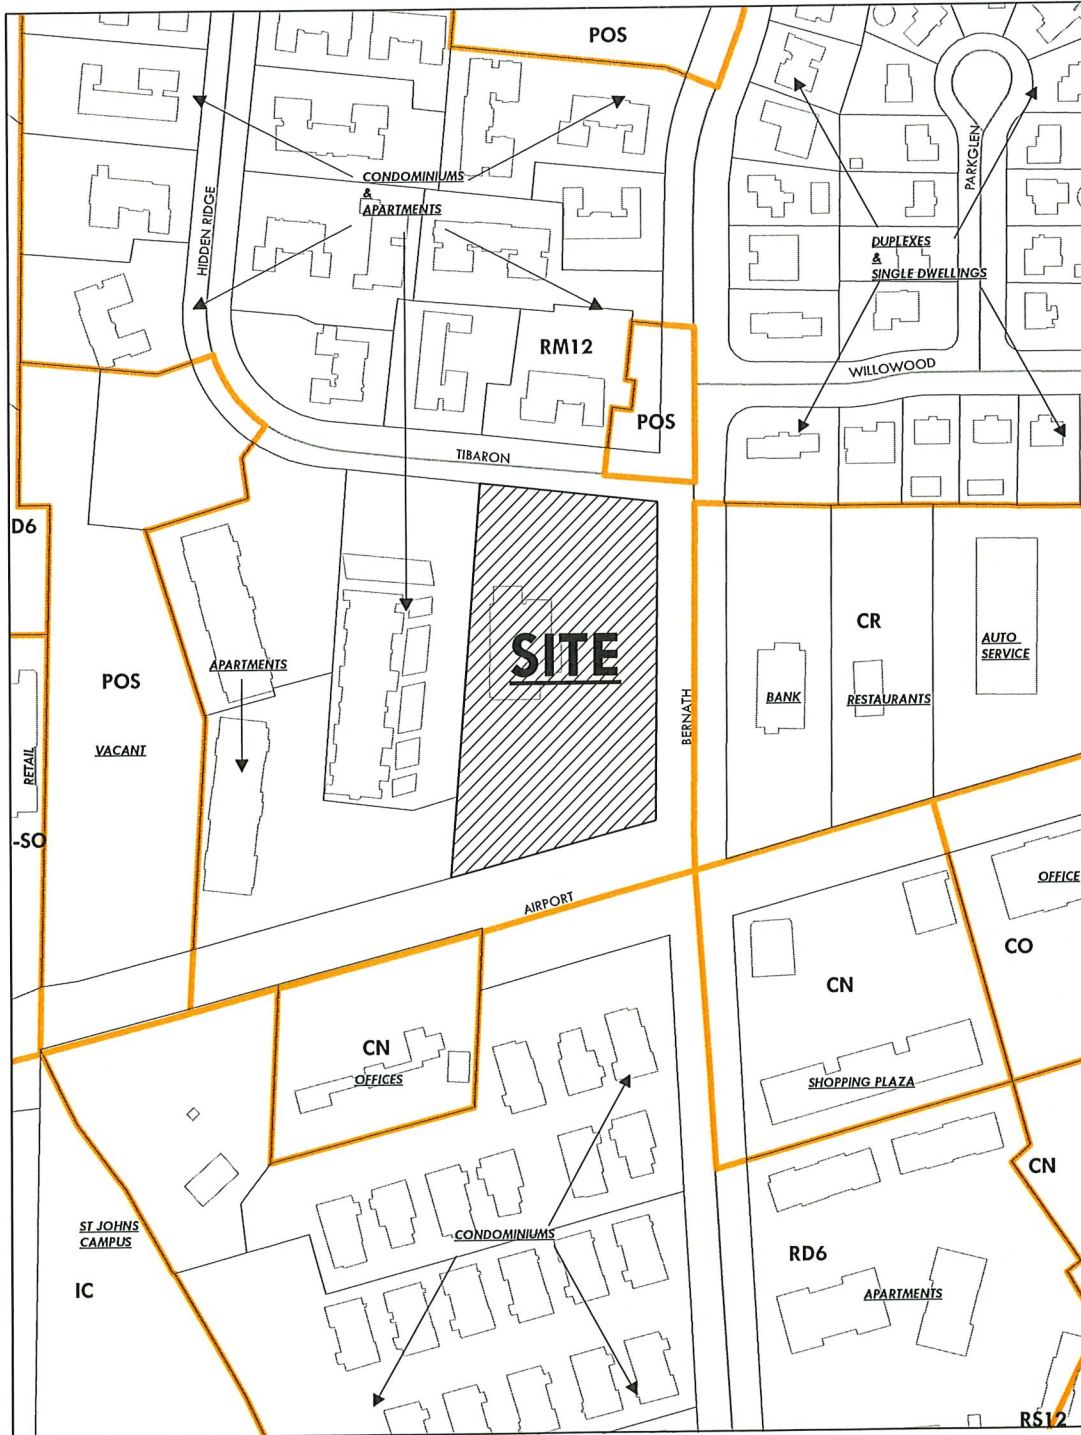 POS
PARKGLEN
CONDOMINIUMS
&
APARTMENTS
HIDDEN RIDGE
DUPLEXES
&
SINGLE DWELLINGS
RM12
WILLOWOOD
POS
TIBARON
D6
CR
SITE
AUTO
SERVICE
APARTMENTS
POS
BANK
RESTAURANTS
BERNATH
VACANT
RETAIL
-SO
OFFICE
AIRPORT
CO
CN
CN
OFFICES
SHOPPING PLAZA
CN
ST JOHNS
CAMPUS
CONDOMINIUMS
RD6
IC
APARTMENTS
RS12